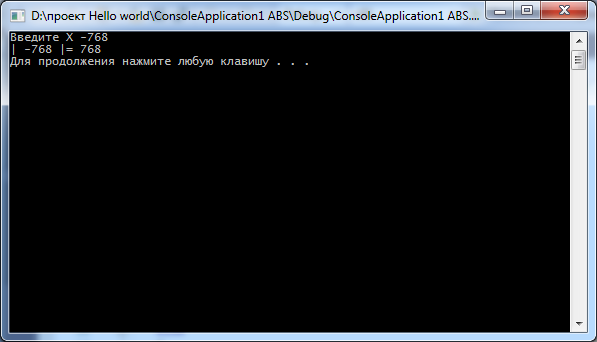 D:\проект Hello world\ConsoleApplication1 ABS\Debug\ConsoleApplication1 ABS....
Введите X -768
| -768 |= 768
Для продолжения нажмите любую клавишу . . .